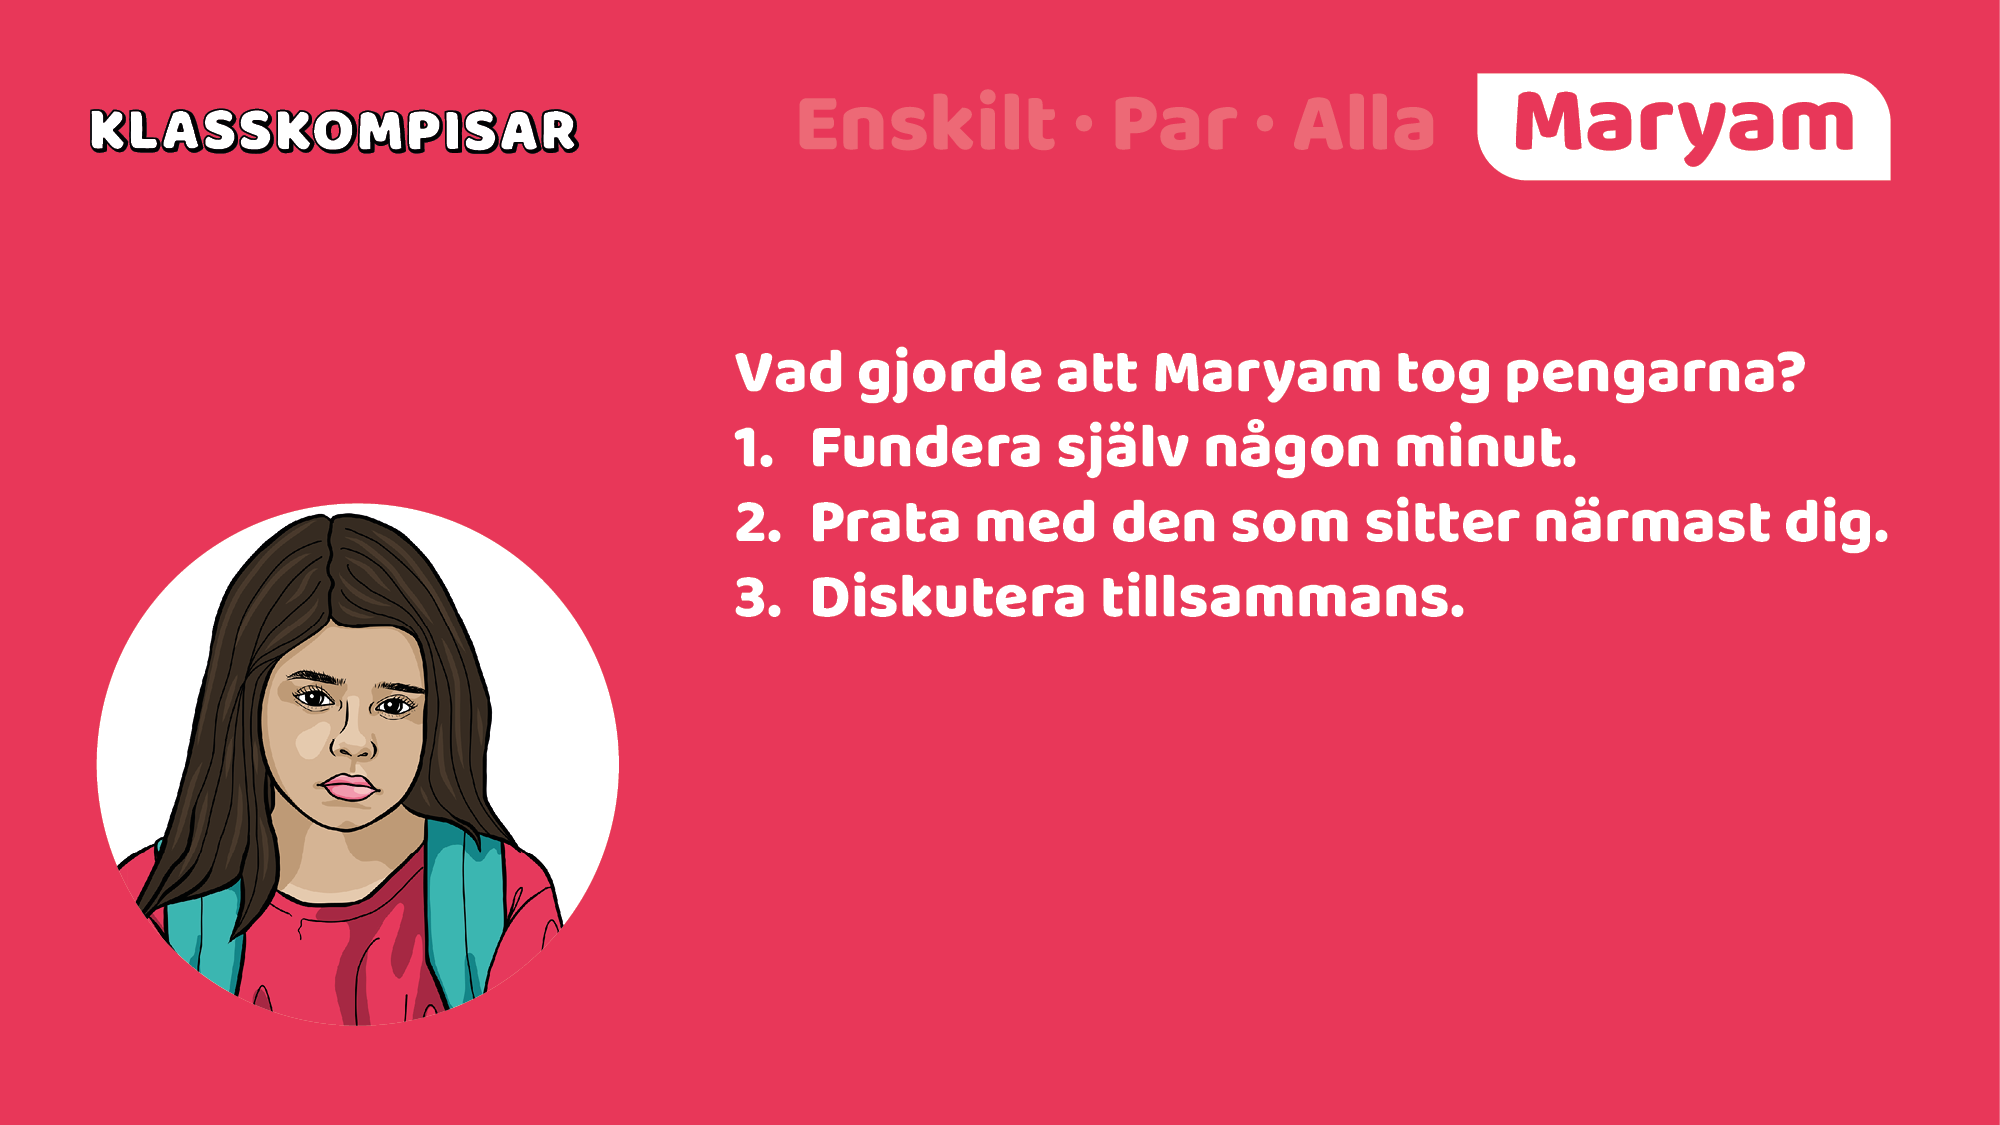 KLASSKOMPISAR
Enskilt • Par • Alla
Maryam
Vad gjorde att Maryam tog pengarna?
1. Fundera själv någon minut.
2. Prata med den som sitter närmast dig.
3. Diskutera tillsammans.